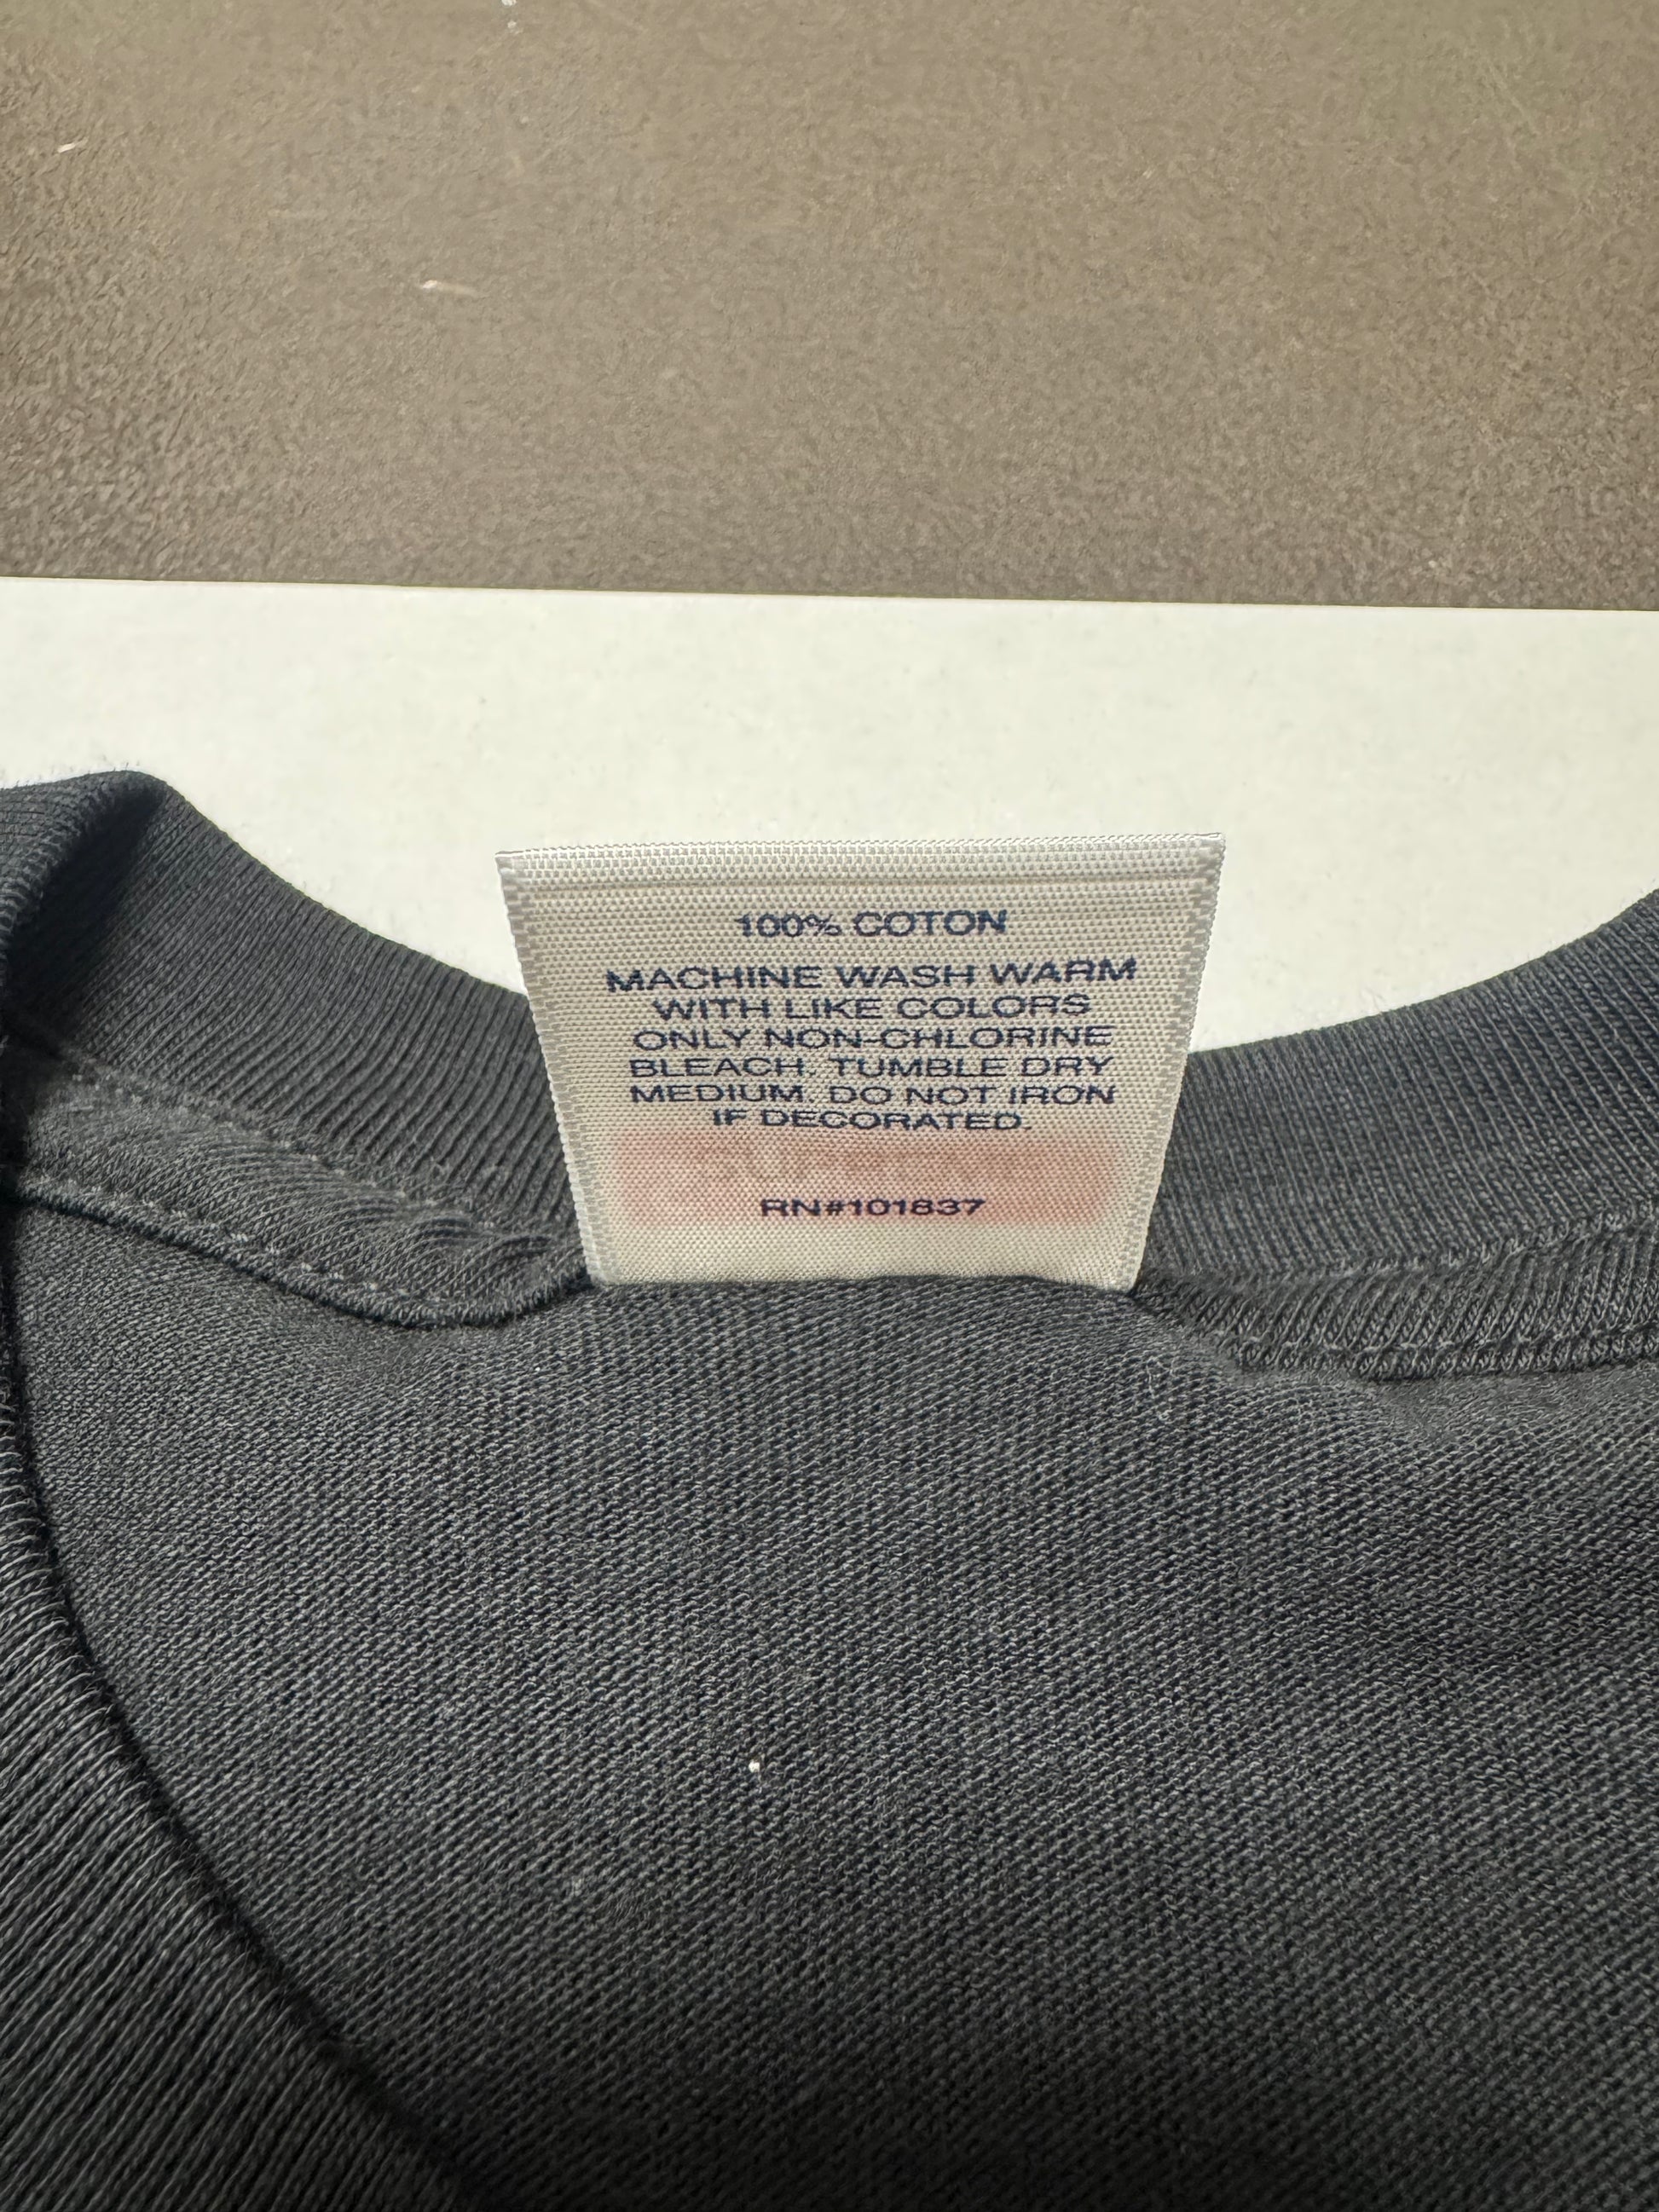 100% COTON
MACHINE WASH WARM
WITH LIKE COLORS
ONLY NON-CHLORINE
BLEACH. TUMBLE DRY
MEDIUM. DO NOT IRON
IF DECORATED.
RN#101837